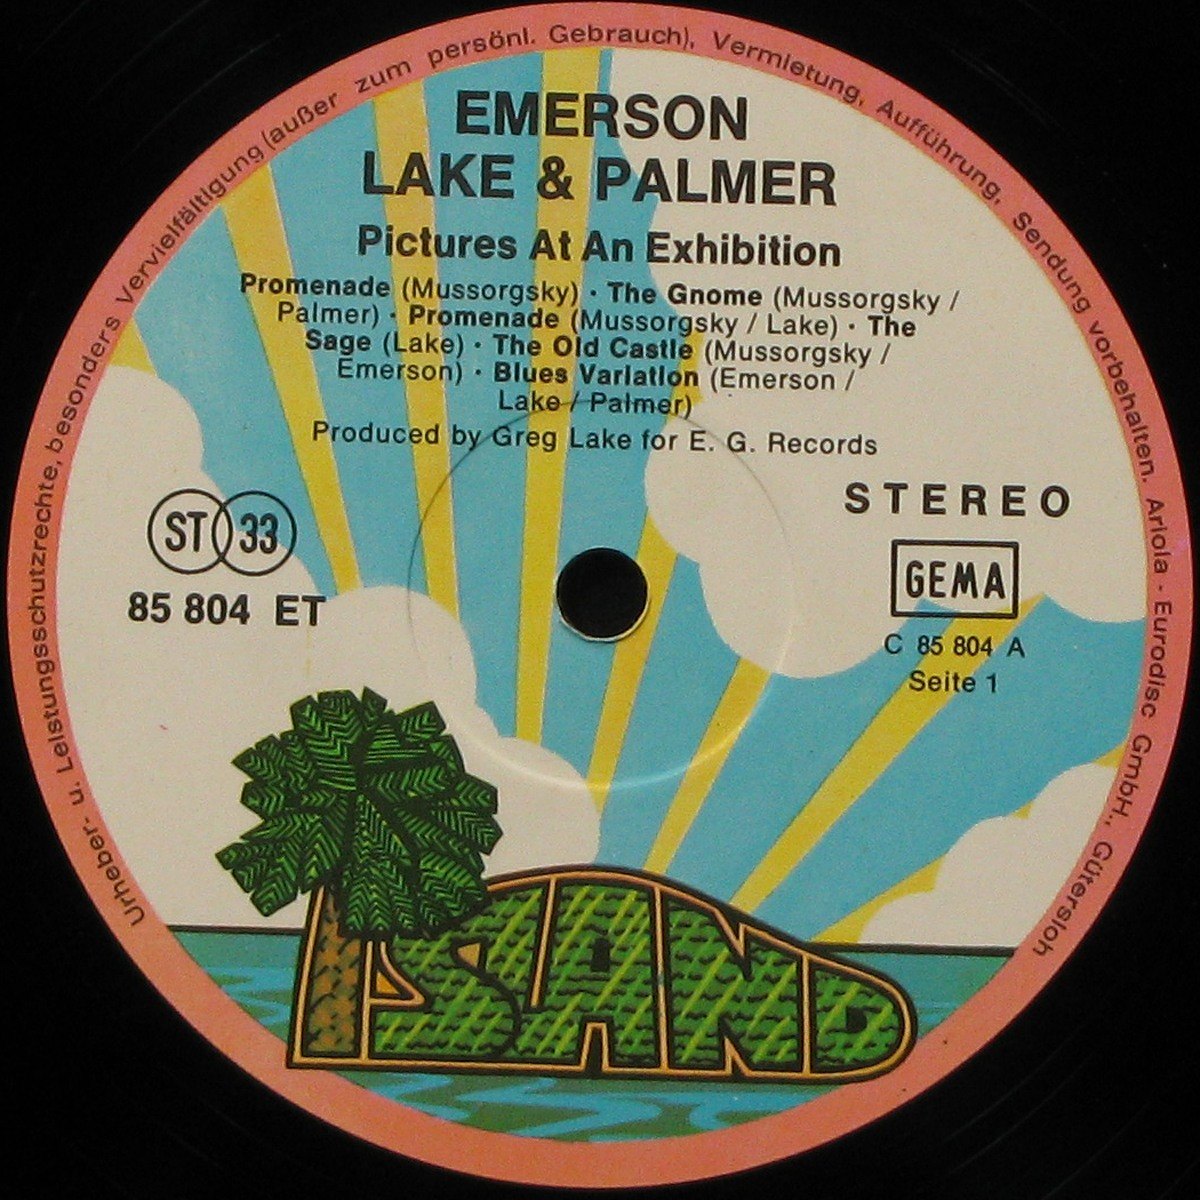 Urheber- u. Leistungsschutzrechte, besonders Vervielfältigung (außer zum persönl. Gebrauch), Vermietung, Aufführung, Sendung vorbehalten. Ariola - Eurodisc GmbH., Gütersloh
EMERSON
LAKE & PALMER
Pictures At An Exhibition
Promenade (Mussorgsky) · The Gnome (Mussorgsky /
Palmer) · Promenade (Mussorgsky / Lake) · The
Sage (Lake) · The Old Castle (Mussorgsky /
Emerson) · Blues Variation (Emerson /
Lake / Palmer)
Produced by Greg Lake for E. G. Records
ST 33
85 804 ET
STEREO
GEMA
C 85 804 A
Seite 1
ISLAND